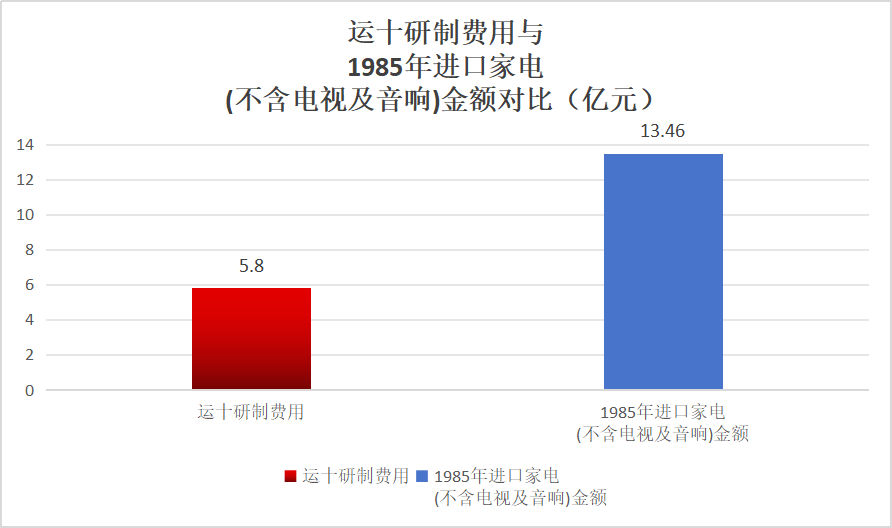 运十研制费用与
1985年进口家电
(不含电视及音响)金额对比（亿元）
13.46
14
12
10
8
5.8
6
4
2
0
运十研制费用
1985年进口家电
(不含电视及音响)金额
运十研制费用
1985年进口家电
(不含电视及音响)金额